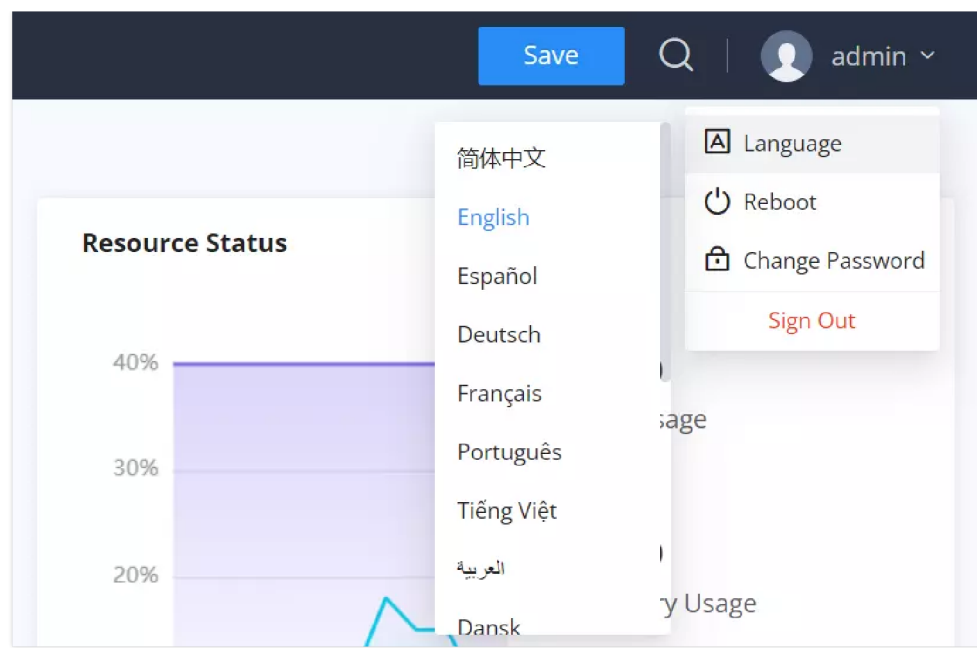 Save
admin
Language
Reboot
Change Password
Sign Out
简体中文
English
Español
Deutsch
Français
Português
Tiếng Việt
العربية
Dansk
Resource Status
40%
30%
20%
Usage